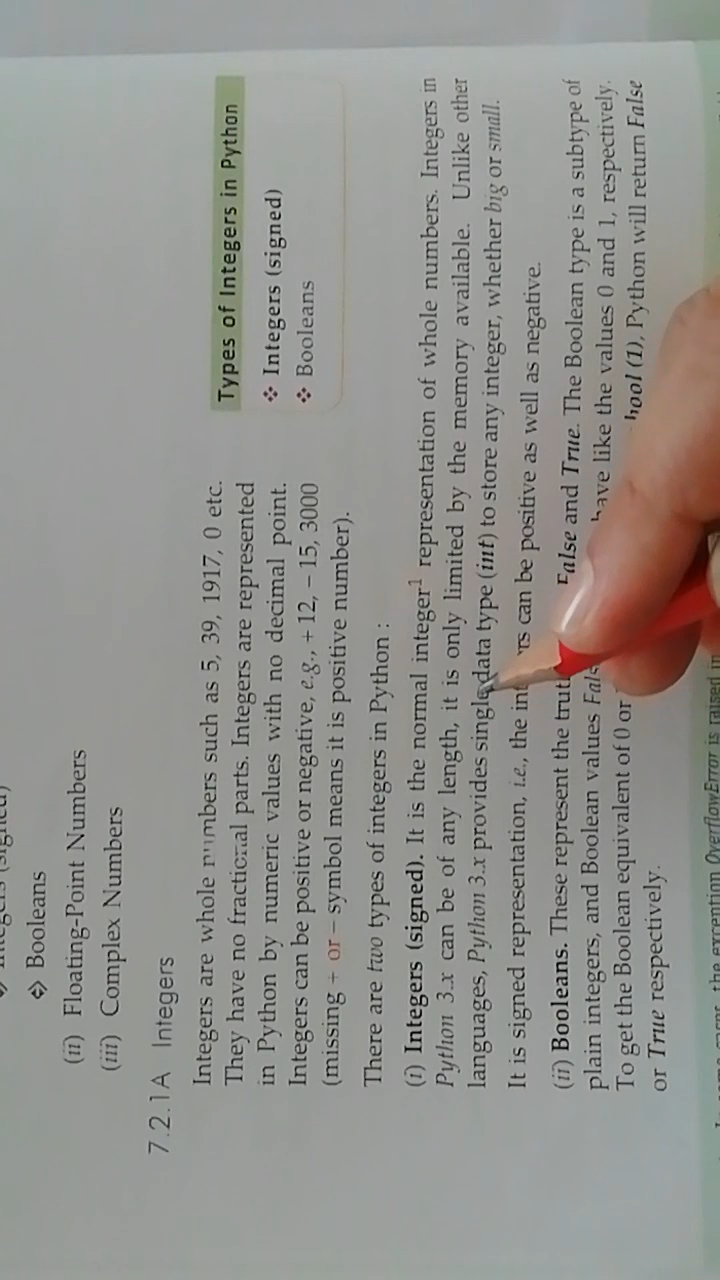 Booleans
(ii) Floating-Point Numbers
(iii) Complex Numbers
7.2.1A Integers
Integers are whole numbers such as 5, 39, 1917, 0 etc.
They have no fractional parts. Integers are represented
in Python by numeric values with no decimal point.
Integers can be positive or negative, e.g., + 12, – 15, 3000
(missing + or – symbol means it is positive number).
Types of Integers in Python
❖ Integers (signed)
❖ Booleans
There are two types of integers in Python :
(i) Integers (signed). It is the normal integer¹ representation of whole numbers. Integers in
Python 3.x can be of any length, it is only limited by the memory available. Unlike other
languages, Python 3.x provides single data type (int) to store any integer, whether big or small.
It is signed representation, i.e., the can be positive as well as negative.
(ii) Booleans. These represent the False and True. The Boolean type is a subtype of
plain integers, and Boolean values like the values 0 and 1, respectively.
To get the Boolean equivalent of 0 or bool (1), Python will return False
or True respectively.
the exception OverflowError is raised